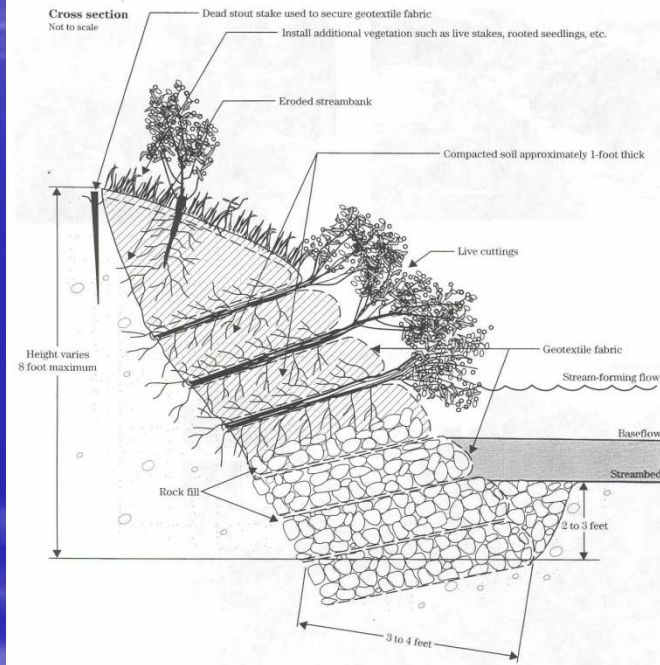 Cross section
Not to scale
Dead stout stake used to secure geotextile fabric
Install additional vegetation such as live stakes, rooted seedlings, etc.
Eroded streambank
Compacted soil approximately 1-foot thick
Live cuttings
Height varies
8 foot maximum
Geotextile fabric
Stream-forming flow
Baseflow
Streambed
Rock fill
2 to 3 feet
3 to 4 feet